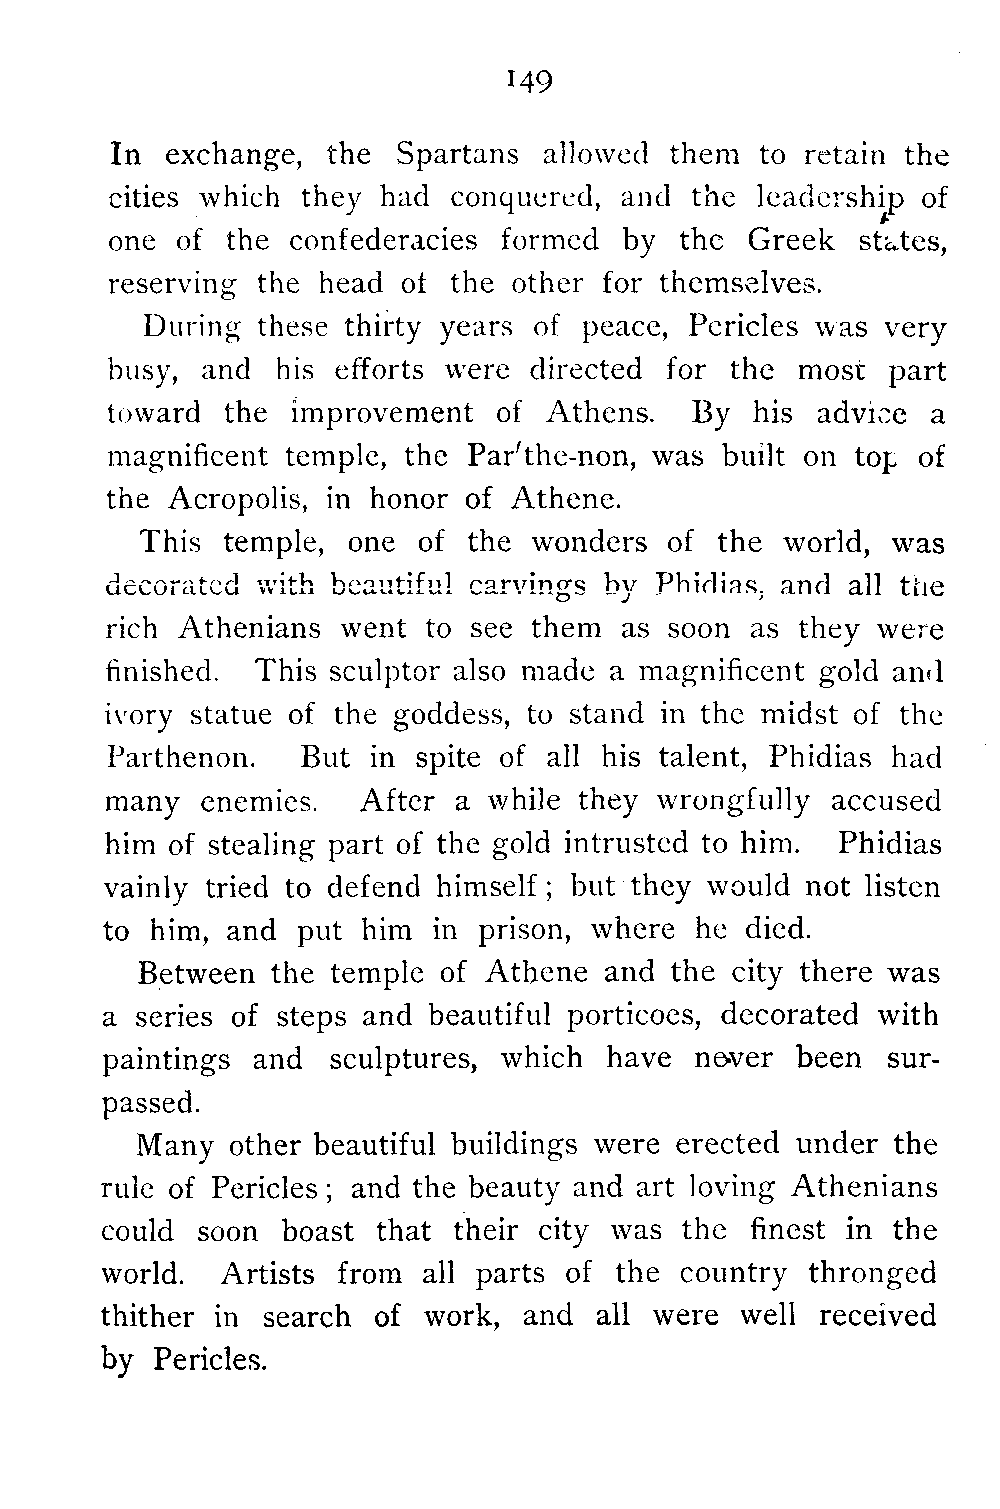 149
In exchange, the Spartans allowed them to retain the
cities which they had conquered, and the leadership of
one of the confederacies formed by the Greek states,
reserving the head of the other for themselves.
During these thirty years of peace, Pericles was very
busy, and his efforts were directed for the most part
toward the improvement of Athens. By his advice a
magnificent temple, the Par′the-non, was built on top of
the Acropolis, in honor of Athene.
This temple, one of the wonders of the world, was
decorated with beautiful carvings by Phidias, and all the
rich Athenians went to see them as soon as they were
finished. This sculptor also made a magnificent gold and
ivory statue of the goddess, to stand in the midst of the
Parthenon. But in spite of all his talent, Phidias had
many enemies. After a while they wrongfully accused
him of stealing part of the gold intrusted to him. Phidias
vainly tried to defend himself; but they would not listen
to him, and put him in prison, where he died.
Between the temple of Athene and the city there was
a series of steps and beautiful porticoes, decorated with
paintings and sculptures, which have never been sur-
passed.
Many other beautiful buildings were erected under the
rule of Pericles; and the beauty and art loving Athenians
could soon boast that their city was the finest in the
world. Artists from all parts of the country thronged
thither in search of work, and all were well received
by Pericles.